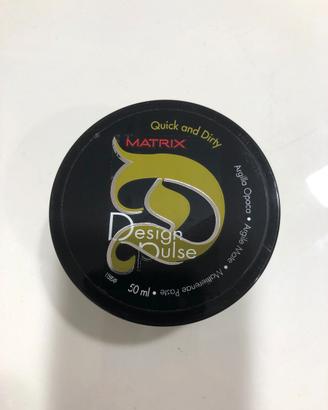 Quick and Dirty
MATRIX
Design
Pulse
Argilla Opaca • Argile Mate • Mattierende Paste • 50 ml